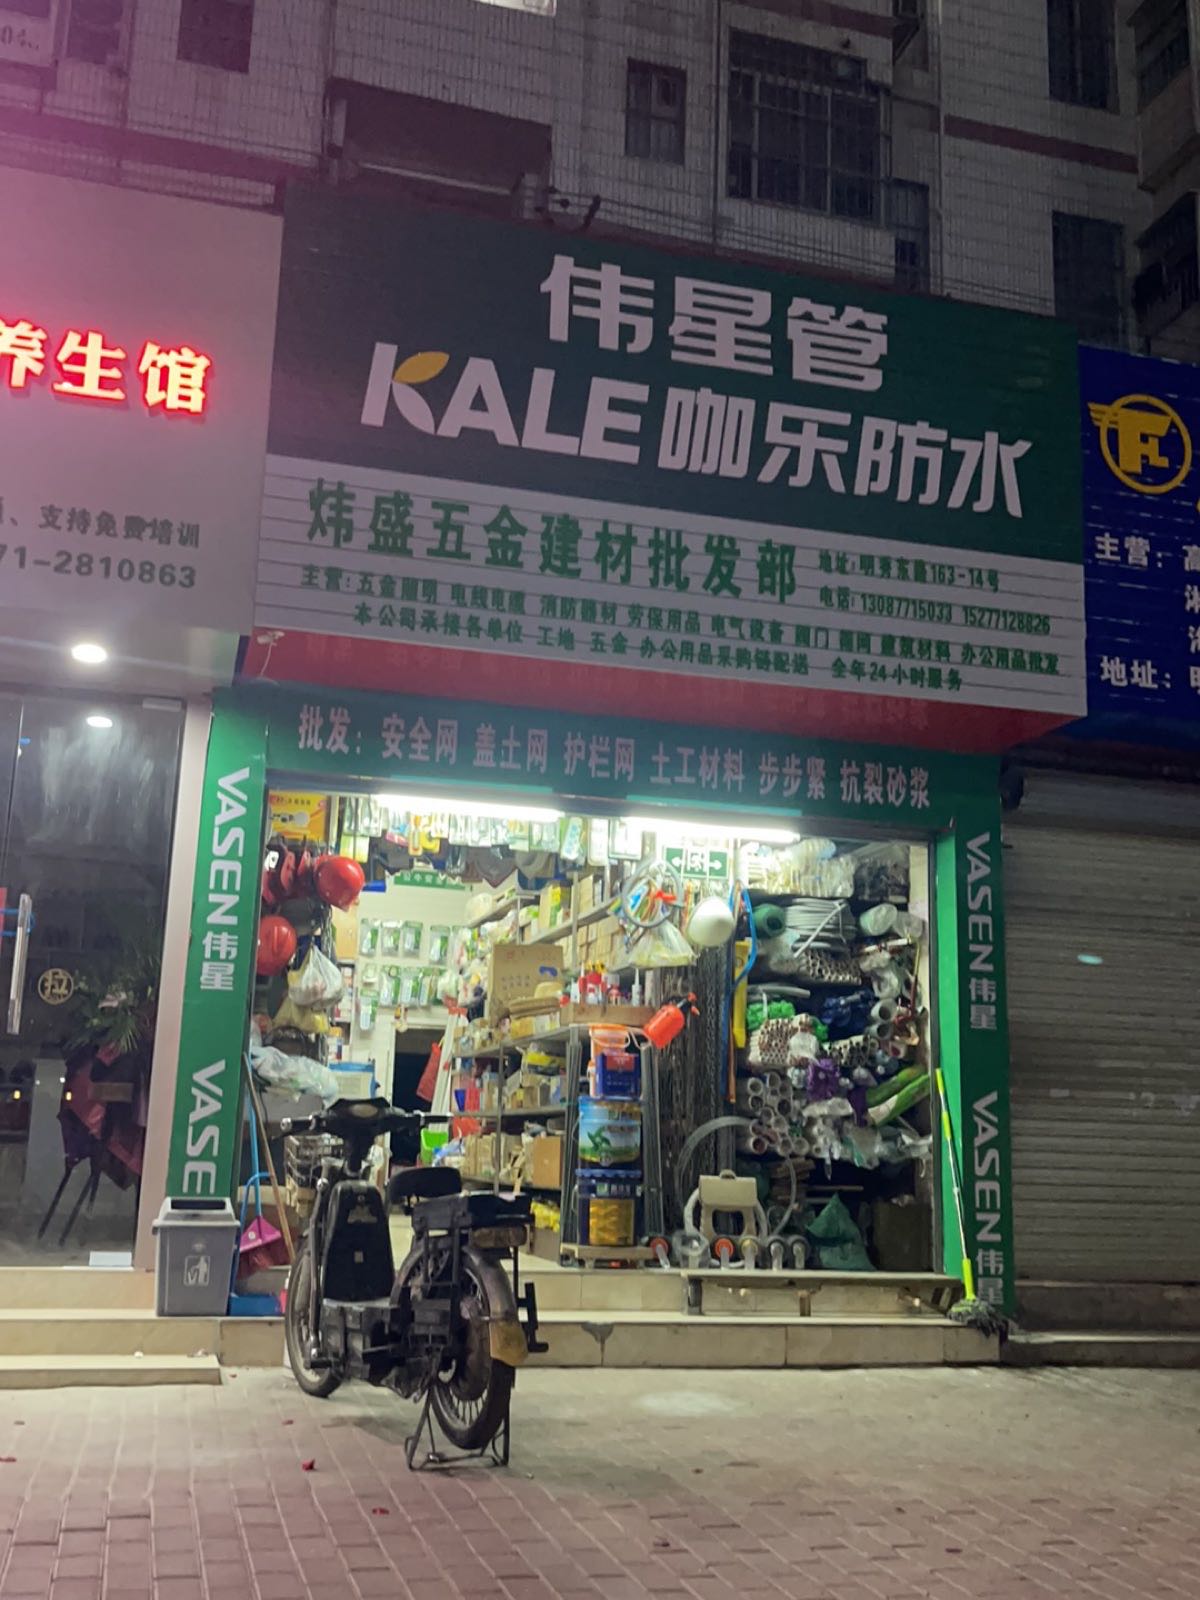 养生馆
、支持免费培训
71-2810863
伟星管
KALE 咖乐防水
炜盛五金建材批发部
地址:明秀东路163-14号
电话:13087715033 15277128826
主营:五金照明 电线电缆 消防器材 劳保用品 电气设备 阀门 筛网 建筑材料 办公用品批发
本公司承接各单位 工地 五金 办公用品采购链配送 全年24小时服务
批发:安全网 盖土网 护栏网 土工材料 步步紧 抗裂砂浆
VASEN 伟星
VASE
VASEN 伟星
VASEN 伟星
主营:
地址: